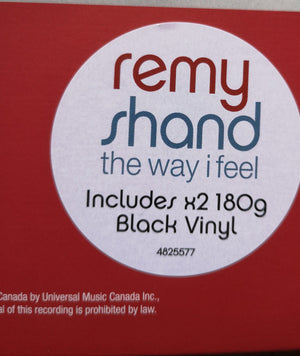 remy
shand
the way i feel
Includes x2 180g
Black Vinyl
4825577
Canada by Universal Music Canada Inc.,
al of this recording is prohibited by law.